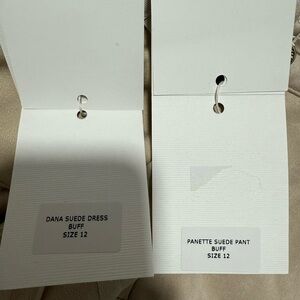 DANA SUEDE DRESS
BUFF
SIZE 12
PANETTE SUEDE PANT
BUFF
SIZE 12